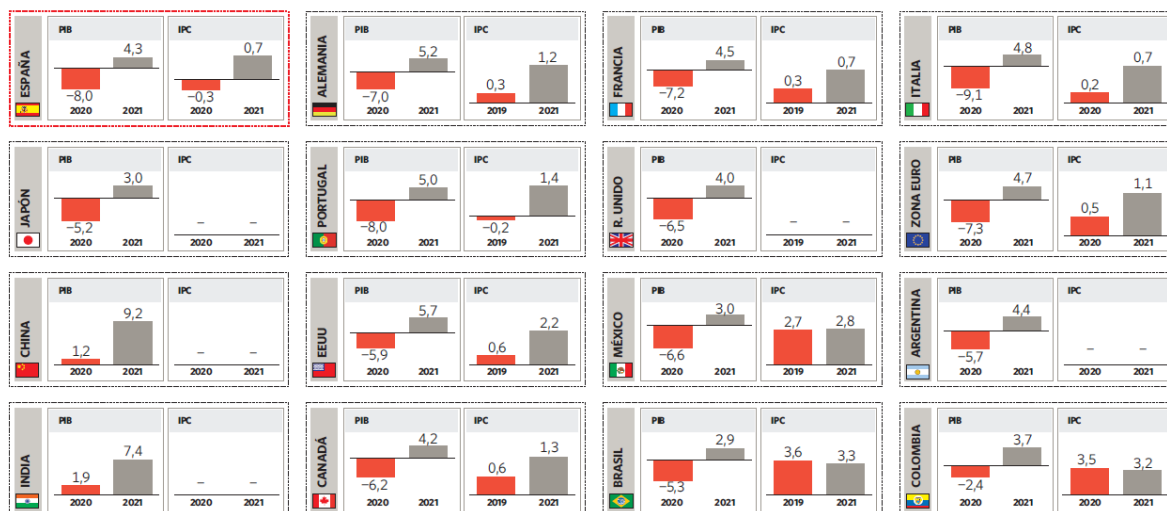 ESPAÑA
PIB
−8,0
4,3
2020
2021
IPC
−0,3
0,7
2020
2021
ALEMANIA
PIB
−7,0
5,2
2020
2021
IPC
0,3
1,2
2019
2021
FRANCIA
PIB
−7,2
4,5
2020
2021
IPC
0,3
0,7
2019
2021
ITALIA
PIB
−9,1
4,8
2020
2021
IPC
0,2
0,7
2020
2021
JAPÓN
PIB
−5,2
3,0
2020
2021
IPC
–
–
2020
2021
PORTUGAL
PIB
−8,0
5,0
2020
2021
IPC
−0,2
1,4
2019
2021
R. UNIDO
PIB
−6,5
4,0
2020
2021
IPC
–
–
2019
2021
ZONA EURO
PIB
−7,3
4,7
2020
2021
IPC
0,5
1,1
2020
2021
CHINA
PIB
1,2
9,2
2020
2021
IPC
–
–
2020
2021
EEUU
PIB
−5,9
5,7
2020
2021
IPC
0,6
2,2
2019
2021
MÉXICO
PIB
−6,6
3,0
2020
2021
IPC
2,7
2,8
2019
2021
ARGENTINA
PIB
−5,7
4,4
2020
2021
IPC
–
–
2020
2021
INDIA
PIB
1,9
7,4
2020
2021
IPC
–
–
2020
2021
CANADÁ
PIB
−6,2
4,2
2020
2021
IPC
0,6
1,3
2019
2021
BRASIL
PIB
−5,3
2,9
2020
2021
IPC
3,6
3,3
2019
2021
COLOMBIA
PIB
−2,4
3,7
2020
2021
IPC
3,5
3,2
2020
2021